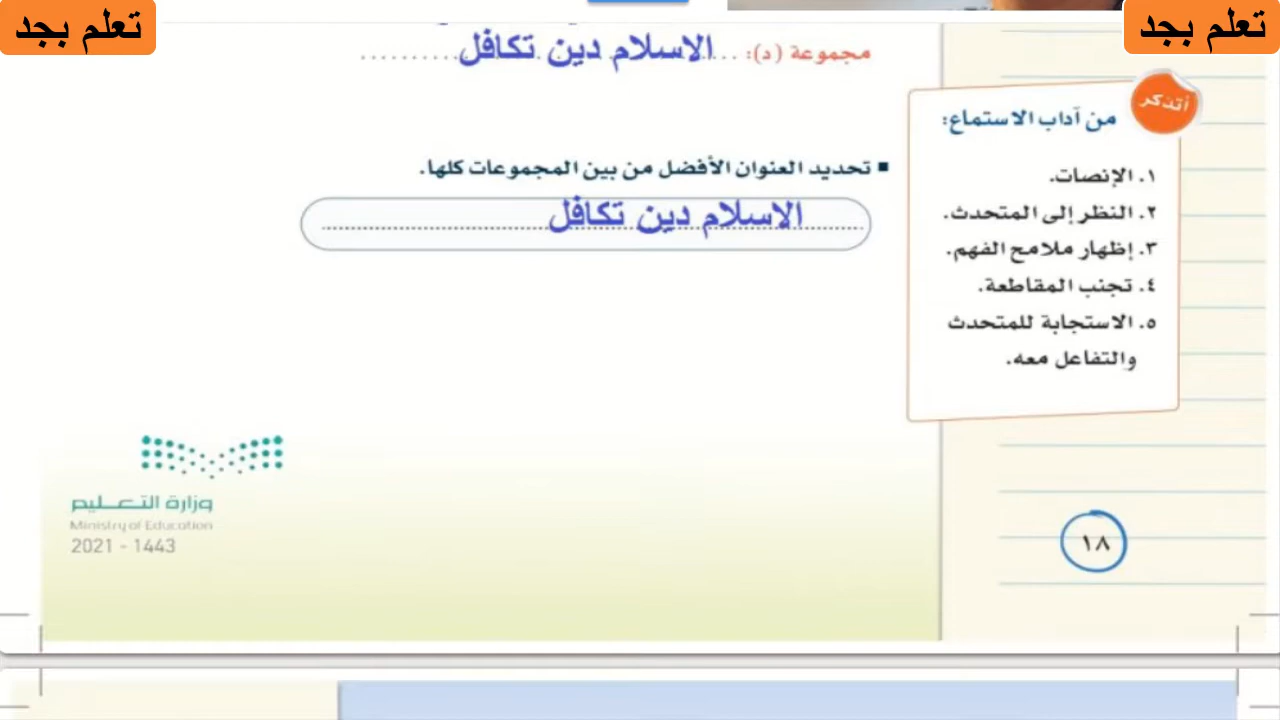 تعلم بجد
تعلم بجد
مجموعة (د): الاسلام دين تكافل
■ تحديد العنوان الأفضل من بين المجموعات كلها.
الاسلام دين تكافل
أتذكر
من آداب الاستماع:
١. الإنصات.
٢. النظر إلى المتحدث.
٣. إظهار ملامح الفهم.
٤. تجنب المقاطعة.
٥. الاستجابة للمتحدث
والتفاعل معه.
وزارة التعليم
Ministry of Education
2021 - 1443
١٨